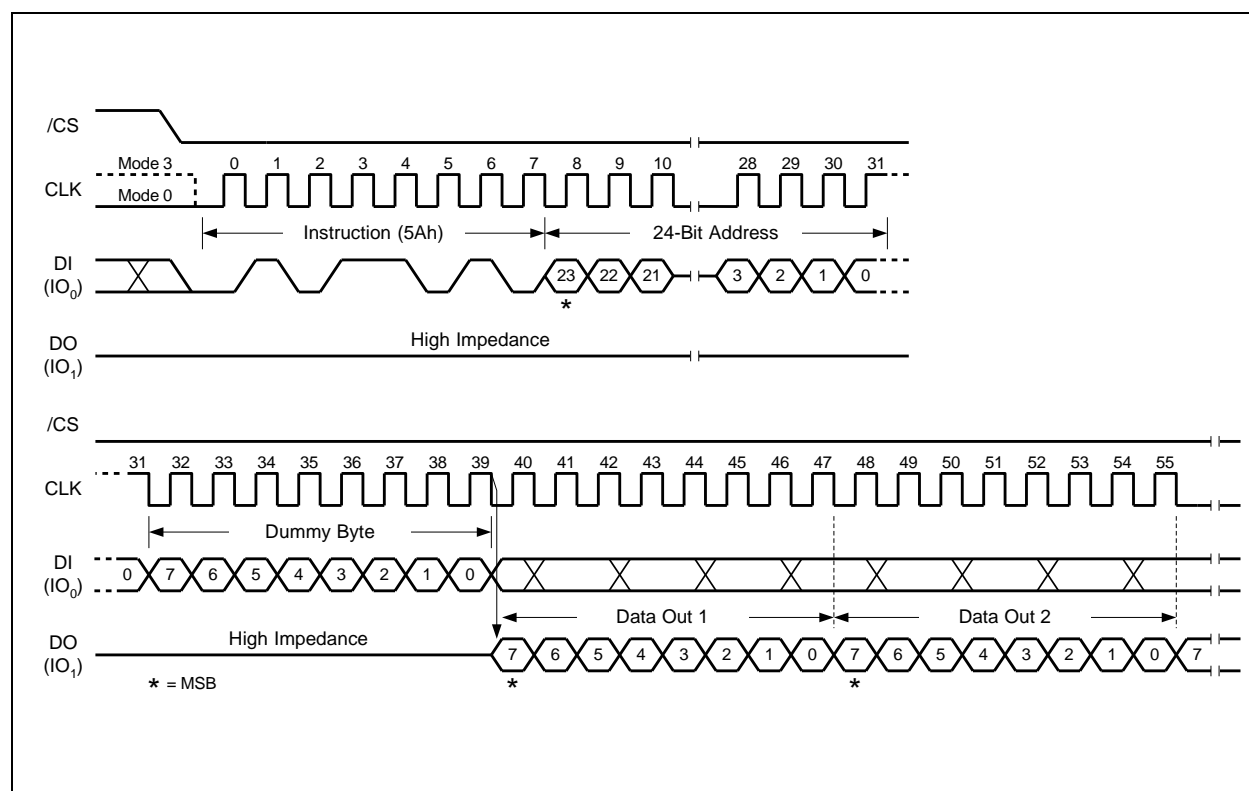 /CS
Mode 3 0 1 2 3 4 5 6 7 8 9 10 28 29 30 31
CLK
Mode 0
Instruction (5Ah) 24-Bit Address
DI
(IO0) 23 22 21 3 2 1 0
*
DO
(IO1) High Impedance
/CS
31 32 33 34 35 36 37 38 39 40 41 42 43 44 45 46 47 48 49 50 51 52 53 54 55
CLK
Dummy Byte
DI
(IO0) 0 7 6 5 4 3 2 1 0
Data Out 1 Data Out 2
DO
(IO1) High Impedance 7 6 5 4 3 2 1 0 7 6 5 4 3 2 1 0 7
* = MSB * *